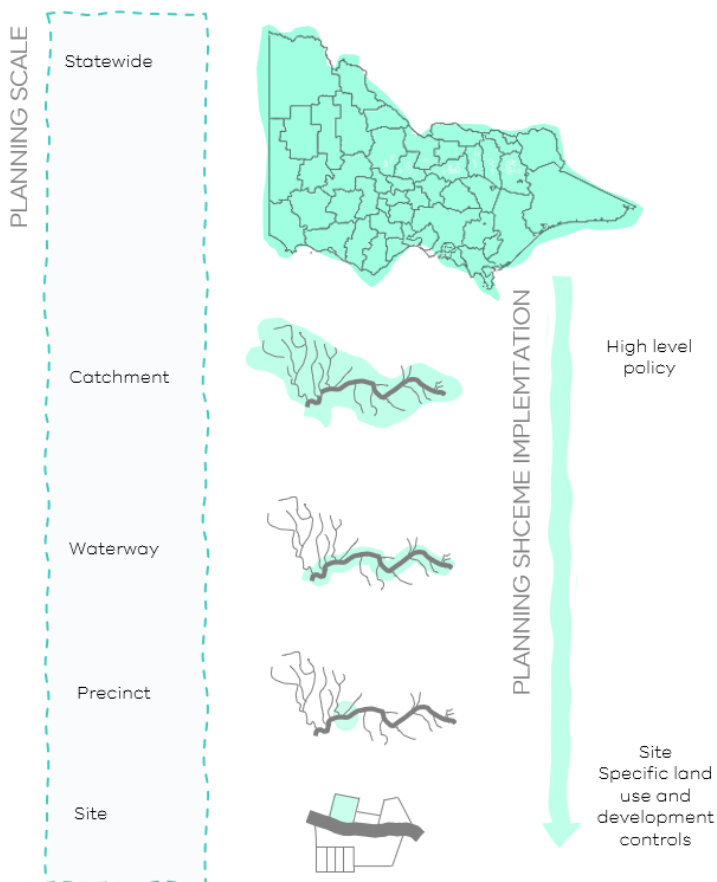 PLANNING SCALE
Statewide
Catchment
Waterway
Precinct
Site
PLANNING SHCEME IMPLEMTATION
High level
policy
Site
Specific land
use and
development
controls